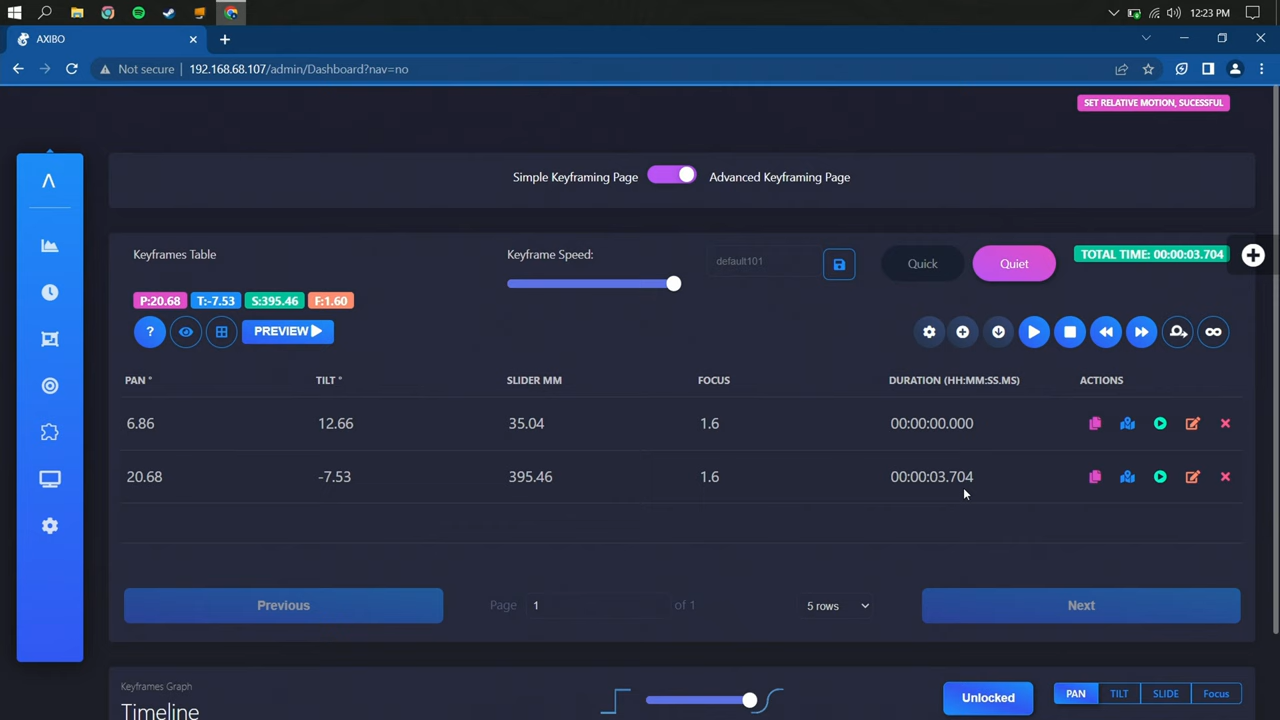 12:23 PM
AXIBO
Not secure | 192.168.68.107/admin/Dashboard?nav=no
SET RELATIVE MOTION, SUCESSFUL
Simple Keyframing Page Advanced Keyframing Page
Keyframes Table
Keyframe Speed:
default101
Quick
Quiet
TOTAL TIME: 00:00:03.704
P:20.68 T:-7.53 S:395.46 F:1.60
? PREVIEW
PAN ° TILT ° SLIDER MM FOCUS DURATION (HH:MM:SS.MS) ACTIONS
6.86 12.66 35.04 1.6 00:00:00.000
20.68 -7.53 395.46 1.6 00:00:03.704
Previous Page 1 of 1 5 rows Next
Keyframes Graph
Timeline
Unlocked
PAN TILT SLIDE Focus